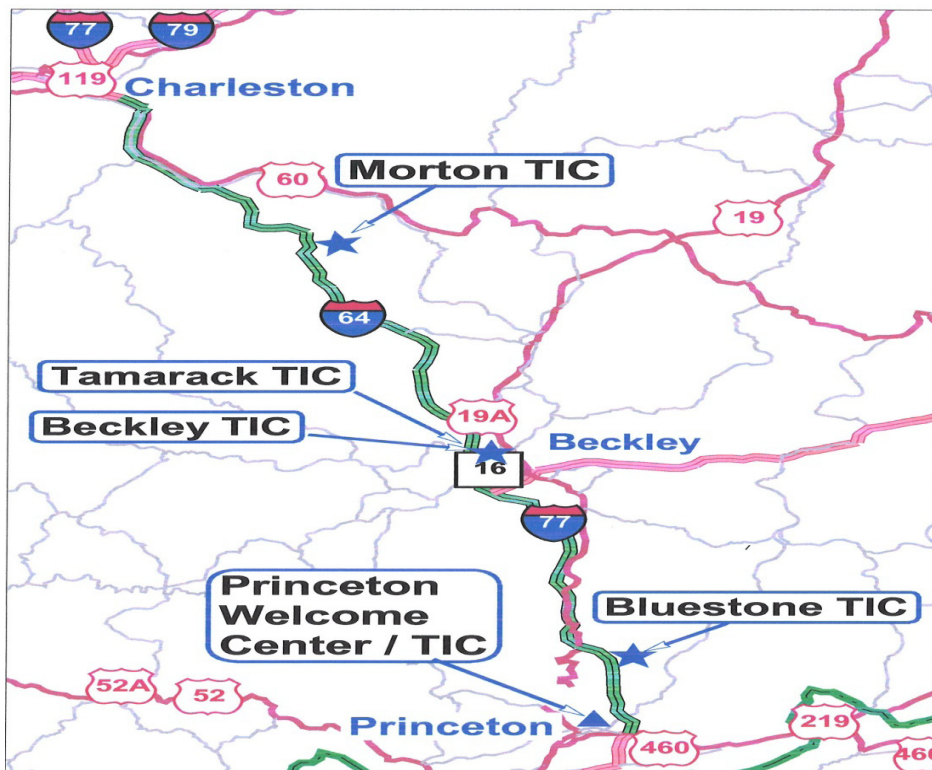 77
79
119
Charleston
60
Morton TIC
19
64
Tamarack TIC
19A
Beckley TIC
Beckley
16
77
Princeton
Welcome
Center / TIC
Bluestone TIC
52A
52
Princeton
219
460
460